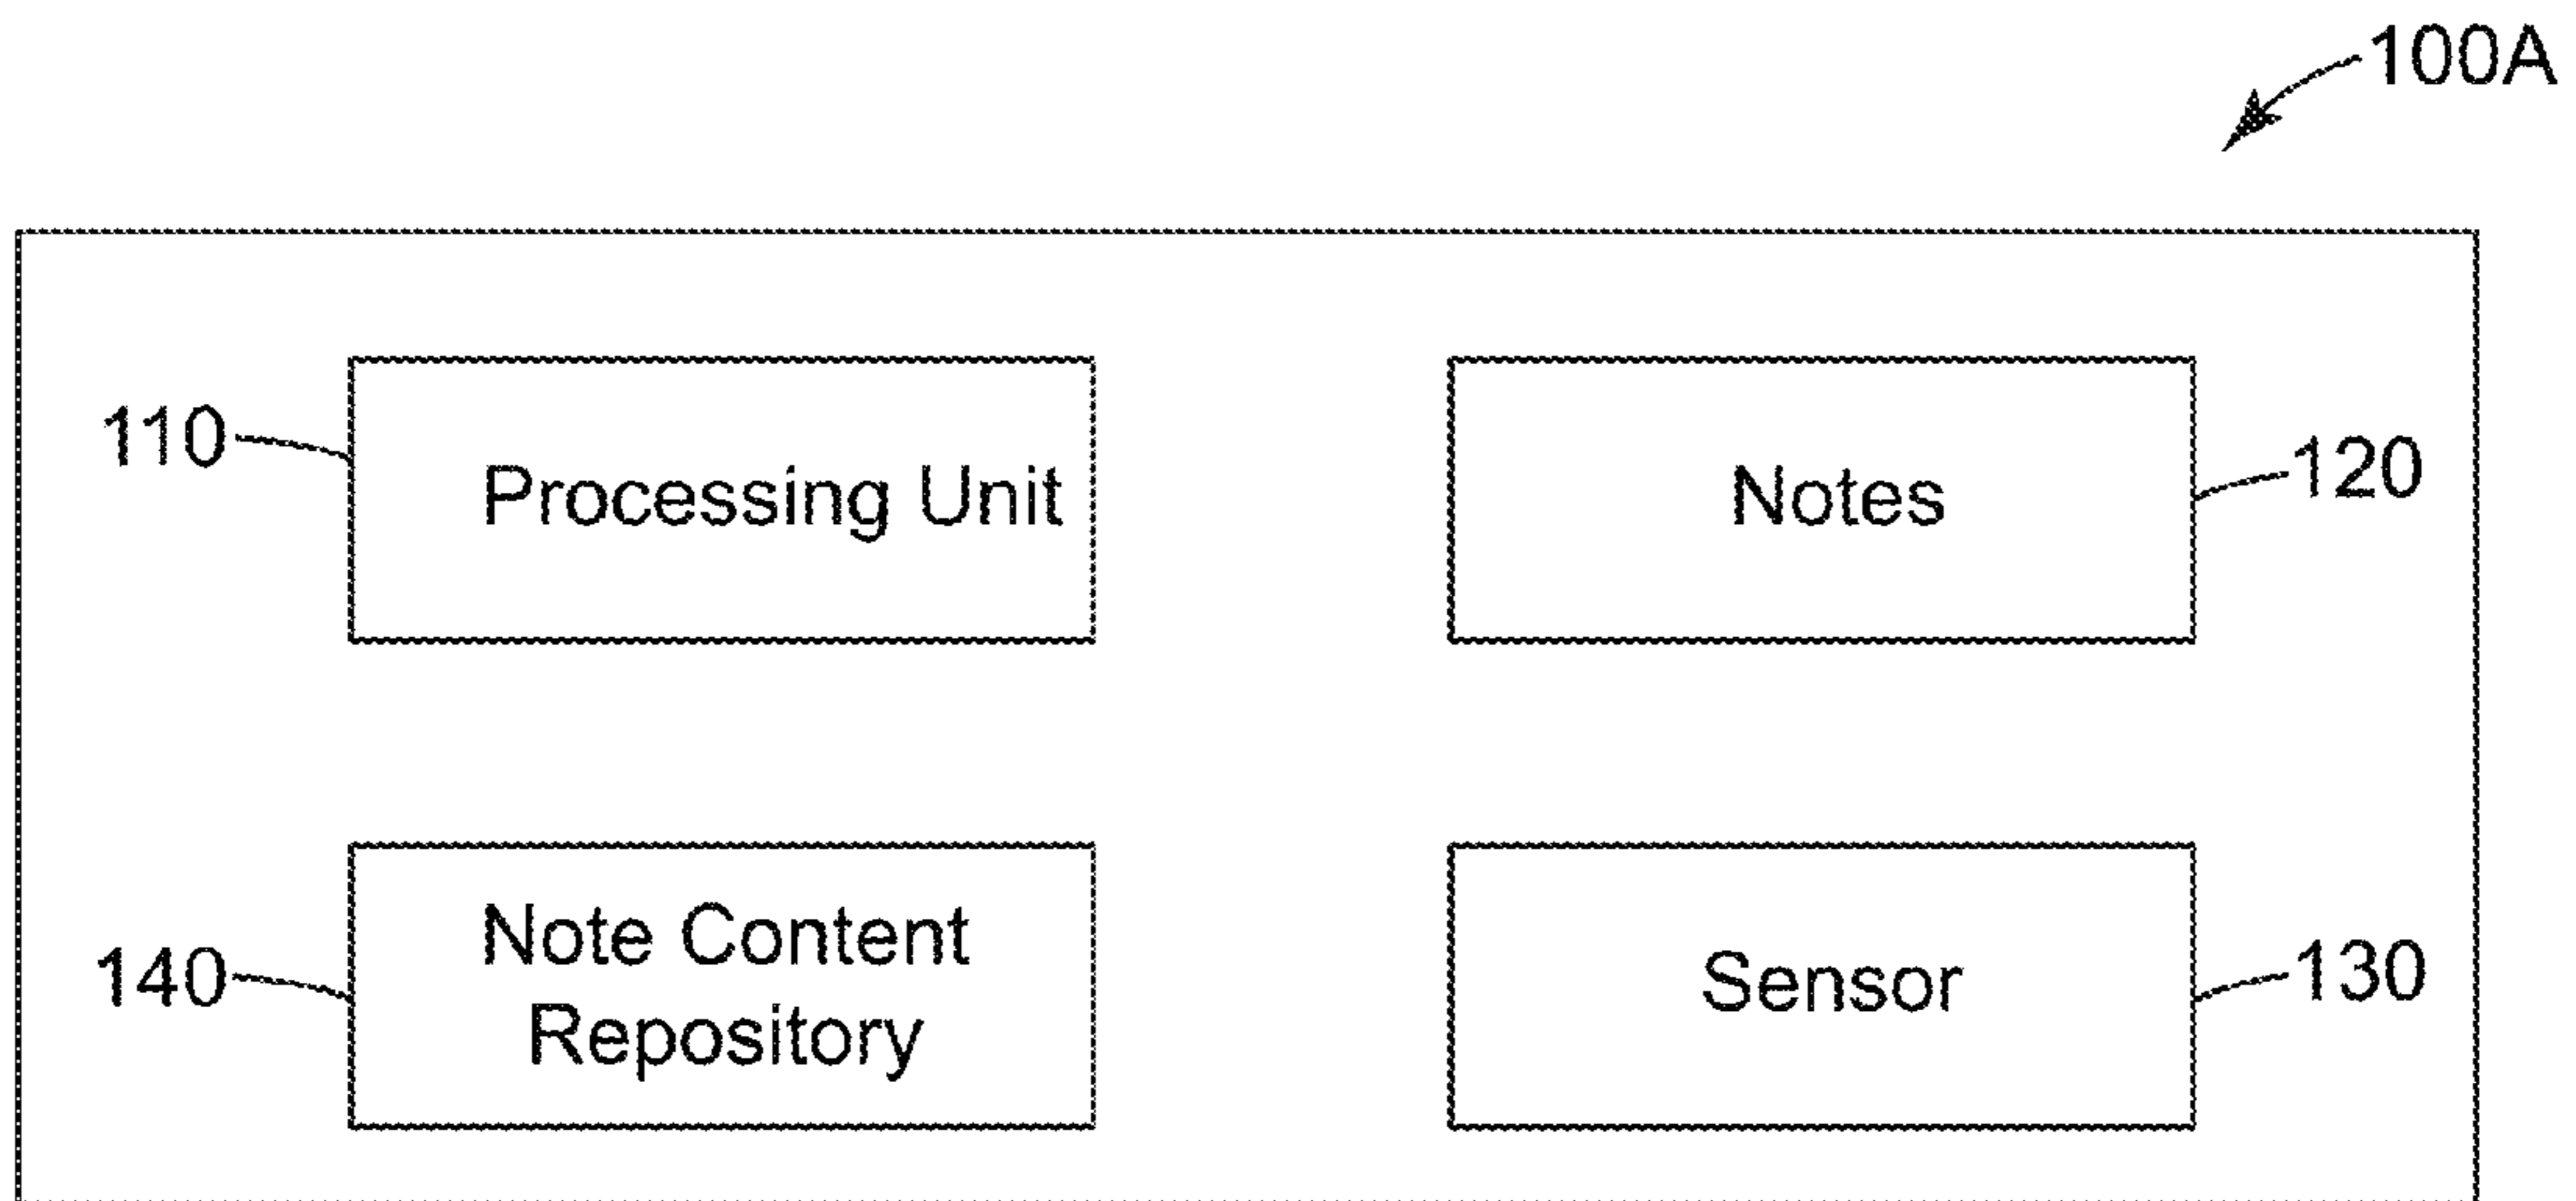 100A
110
Processing Unit
Notes
120
140
Note Content
Repository
Sensor
130